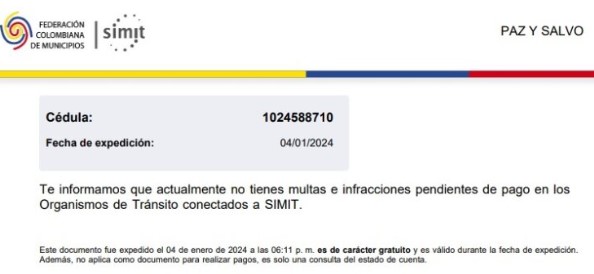 FEDERACIÓN
COLOMBIANA
DE MUNICIPIOS
simit
PAZ Y SALVO
Cédula: 1024588710
Fecha de expedición: 04/01/2024
Te informamos que actualmente no tienes multas e infracciones pendientes de pago en los
Organismos de Tránsito conectados a SIMIT.
Este documento fue expedido el 04 de enero de 2024 a las 06:11 p. m. es de carácter gratuito y es válido durante la fecha de expedición.
Además, no aplica como documento para realizar pagos, es solo una consulta del estado de cuenta.